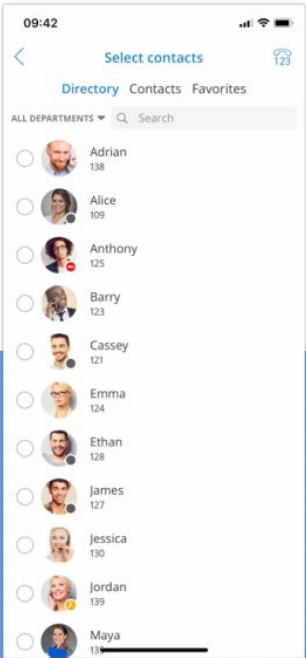 09:42
Select contacts
123
Directory Contacts Favorites
ALL DEPARTMENTS Search
Adrian
138
Alice
109
Anthony
125
Barry
123
Cassey
121
Emma
124
Ethan
128
James
127
Jessica
130
Jordan
139
Maya